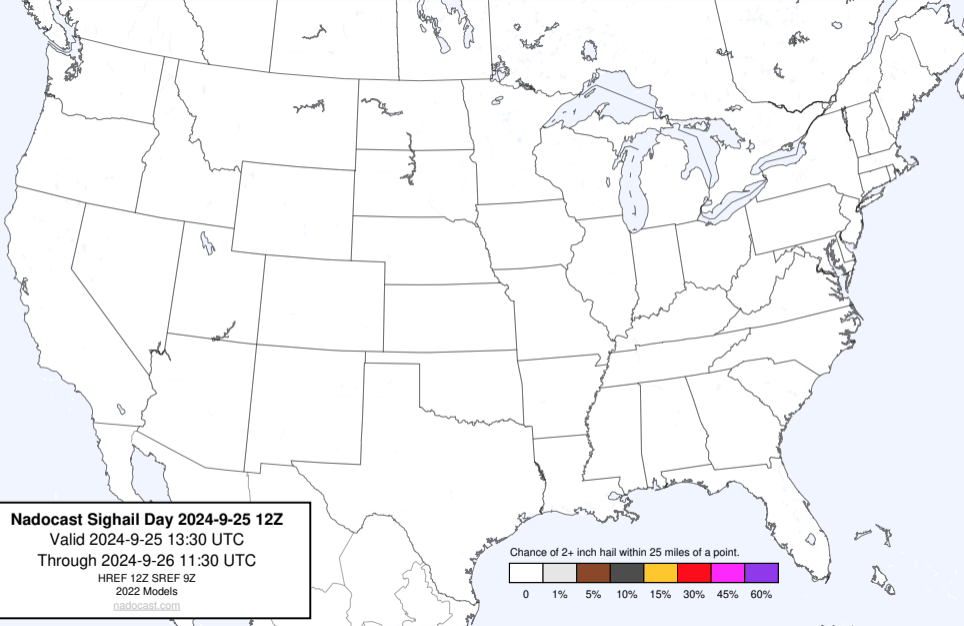 Nadocast Sighail Day 2024-9-25 12Z
Valid 2024-9-25 13:30 UTC
Through 2024-9-26 11:30 UTC
HREF 12Z SREF 9Z
2022 Models
nadocast.com
Chance of 2+ inch hail within 25 miles of a point.
0 1% 5% 10% 15% 30% 45% 60%